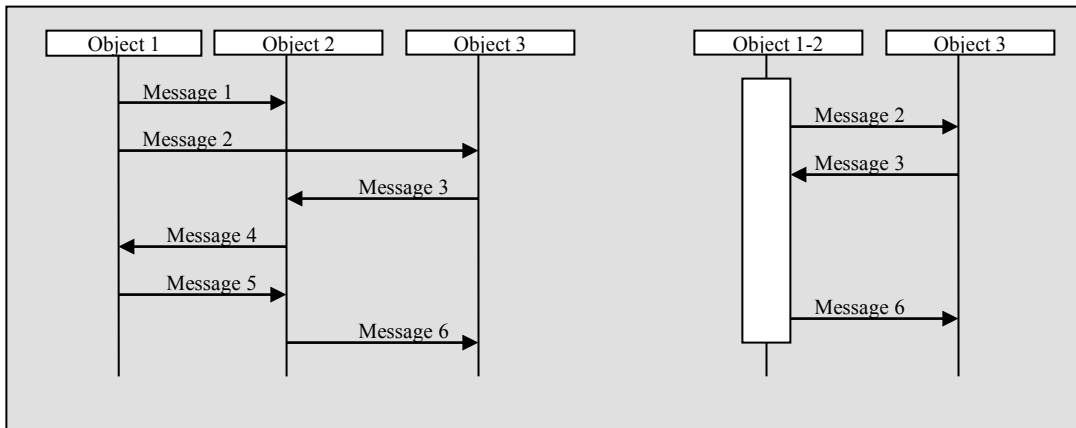 Object 1
Object 2
Object 3
Message 1
Message 2
Message 3
Message 4
Message 5
Message 6
Object 1-2
Object 3
Message 2
Message 3
Message 6